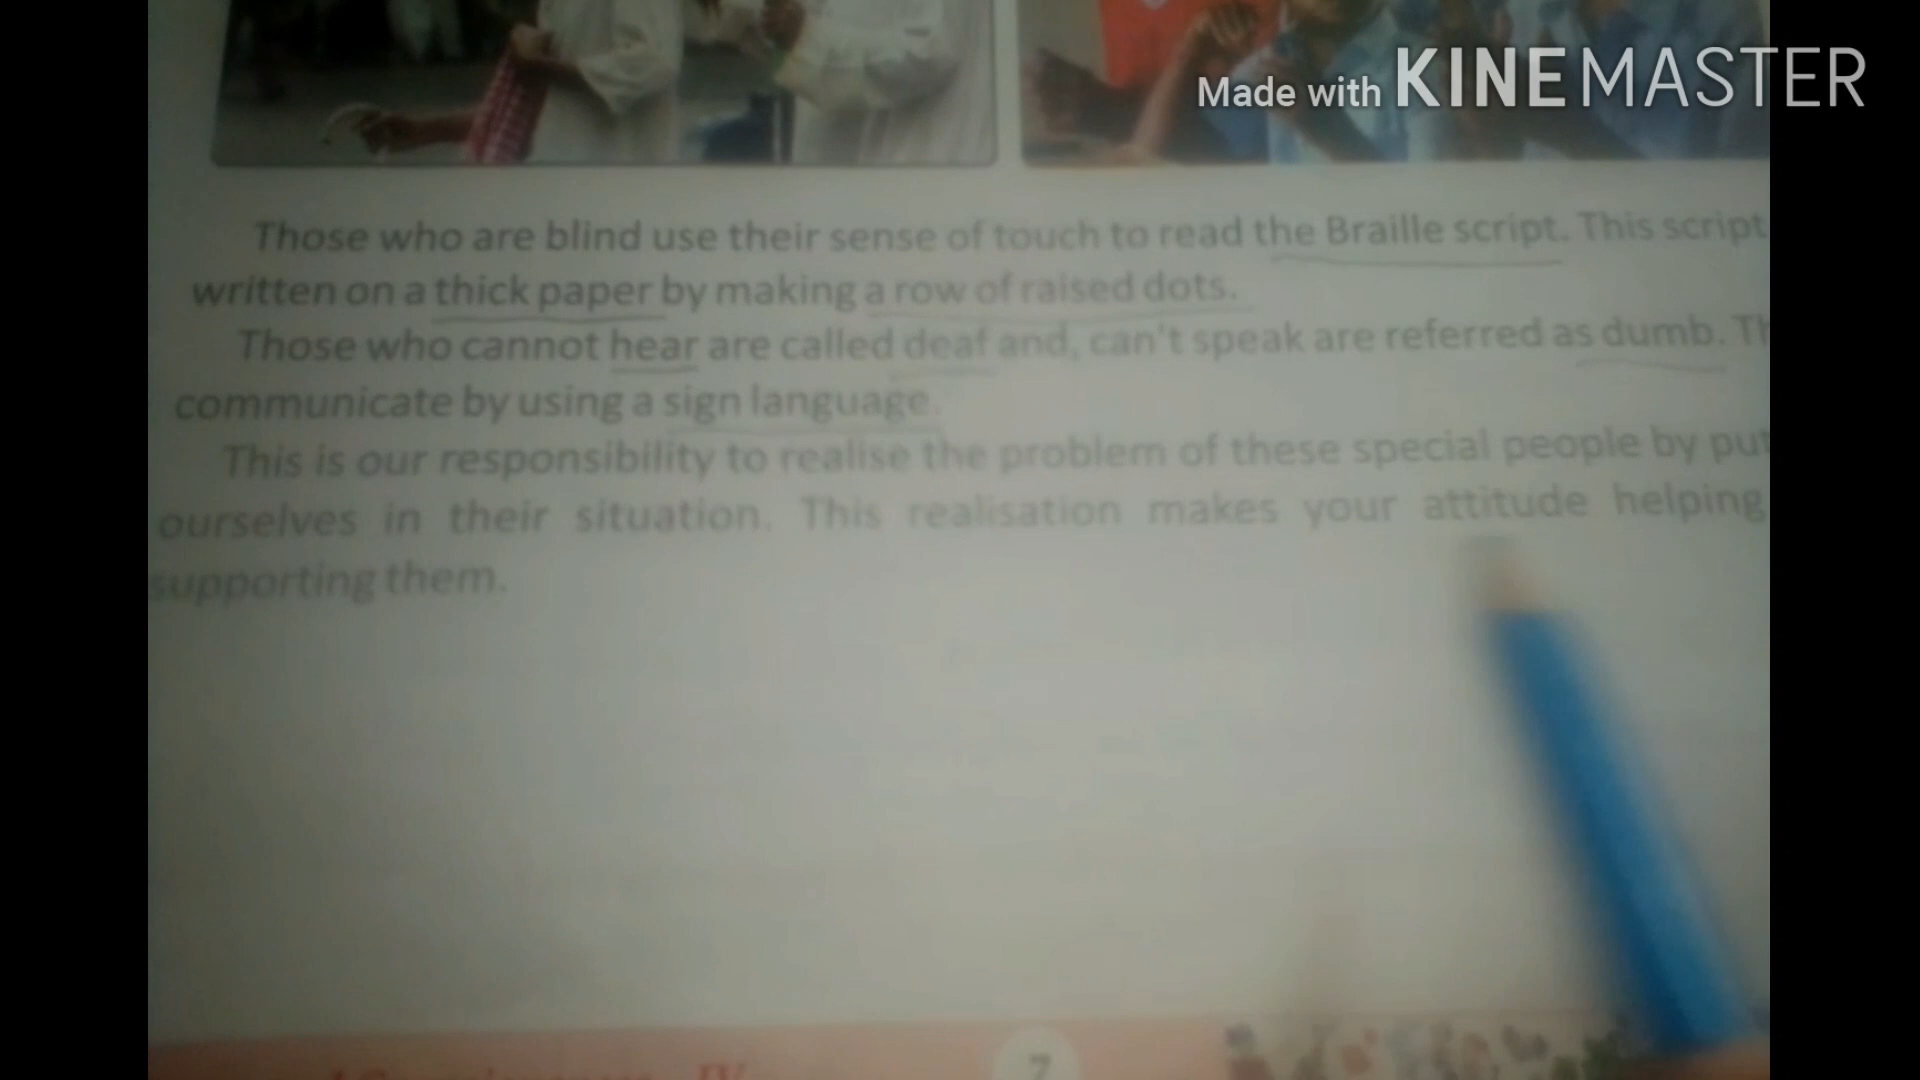 Made with KINEMASTER
Those who are blind use their sense of touch to read the Braille script. This script
written on a thick paper by making a row of raised dots.
Those who cannot hear are called deaf and, can't speak are referred as dumb.
communicate by using a sign language.
This is our responsibility to realise the problem of these special people by
ourselves in their situation. This realisation makes your attitude helping
supporting them.
IV
7